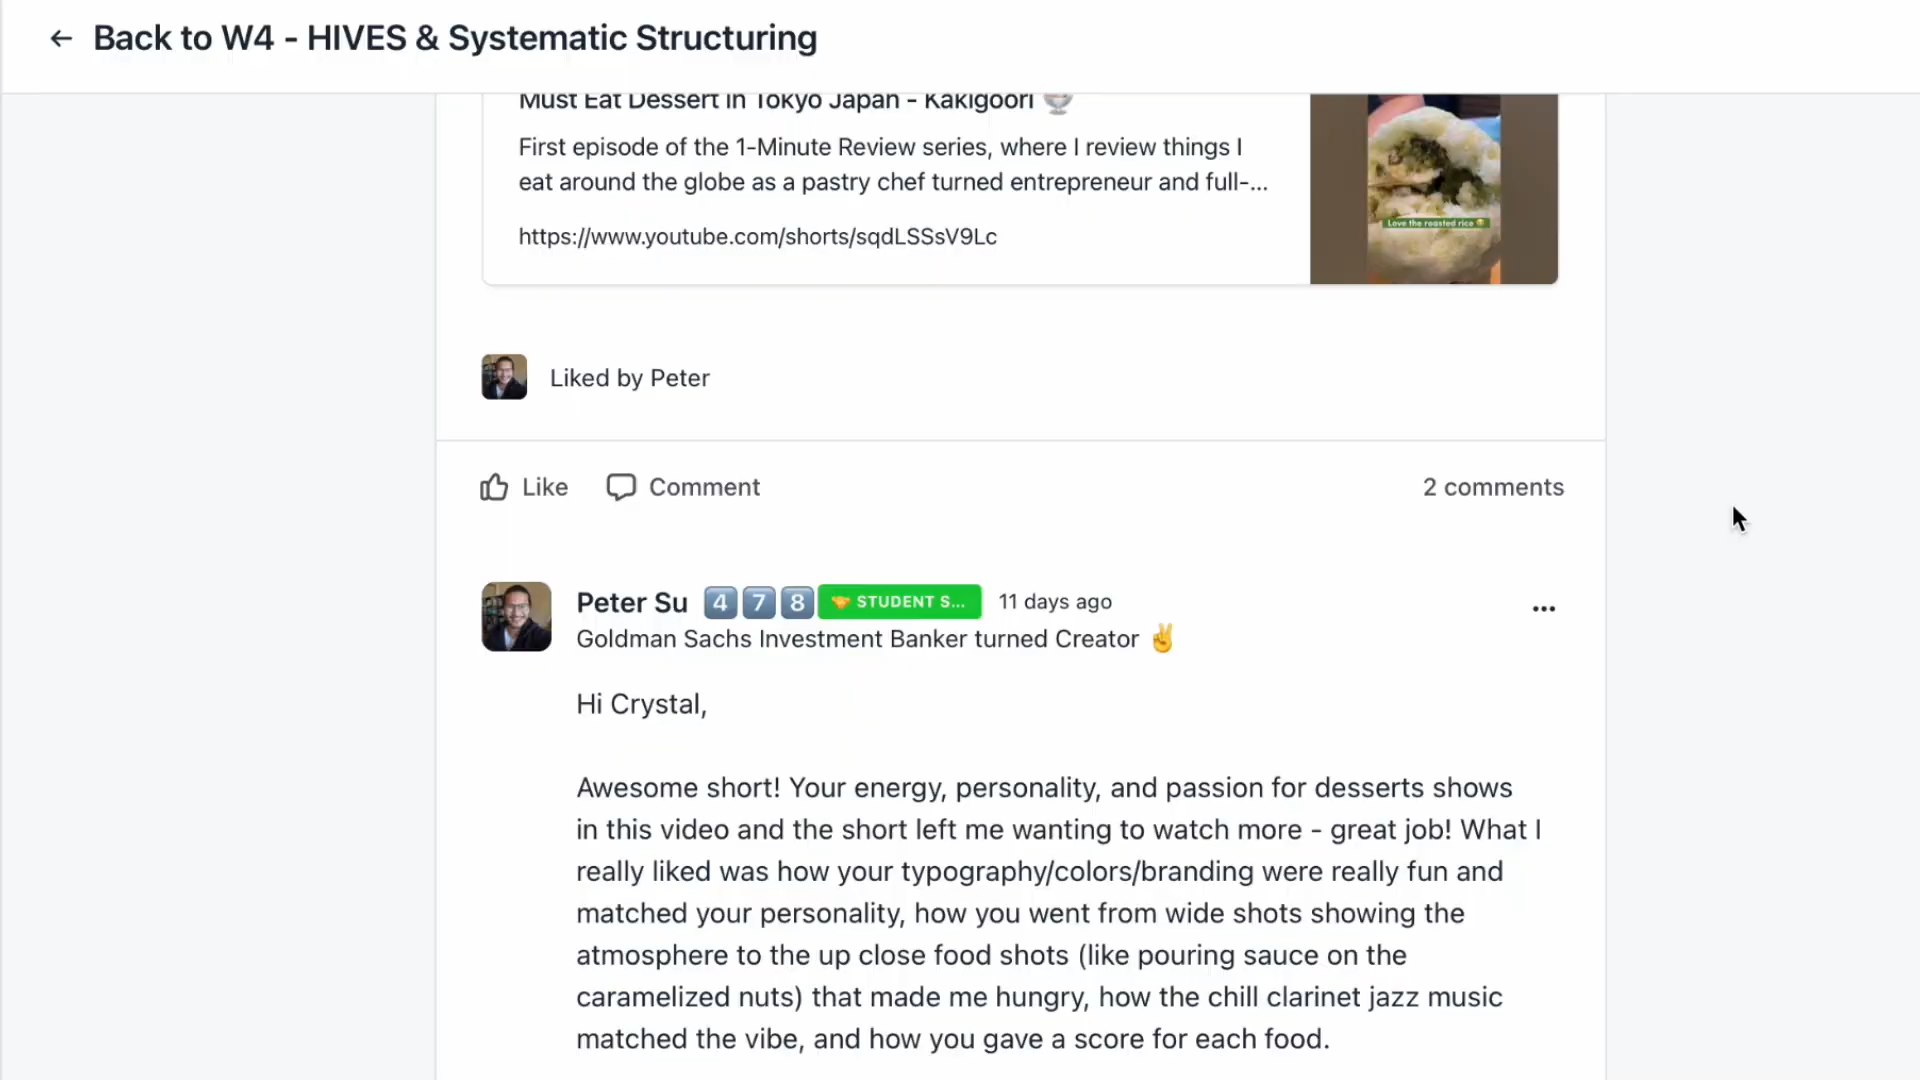 ← Back to W4 - HIVES & Systematic Structuring
Must Eat Dessert in Tokyo Japan - Kakigoori 🍧
First episode of the 1-Minute Review series, where I review things I
eat around the globe as a pastry chef turned entrepreneur and full-...
https://www.youtube.com/shorts/sqdLSSsV9Lc
Love the roasted rice
Liked by Peter
Like Comment 2 comments
Peter Su 4️⃣7️⃣8️⃣ 🤝 STUDENT S... 11 days ago
Goldman Sachs Investment Banker turned Creator ✌️
Hi Crystal,
Awesome short! Your energy, personality, and passion for desserts shows
in this video and the short left me wanting to watch more - great job! What I
really liked was how your typography/colors/branding were really fun and
matched your personality, how you went from wide shots showing the
atmosphere to the up close food shots (like pouring sauce on the
caramelized nuts) that made me hungry, how the chill clarinet jazz music
matched the vibe, and how you gave a score for each food.